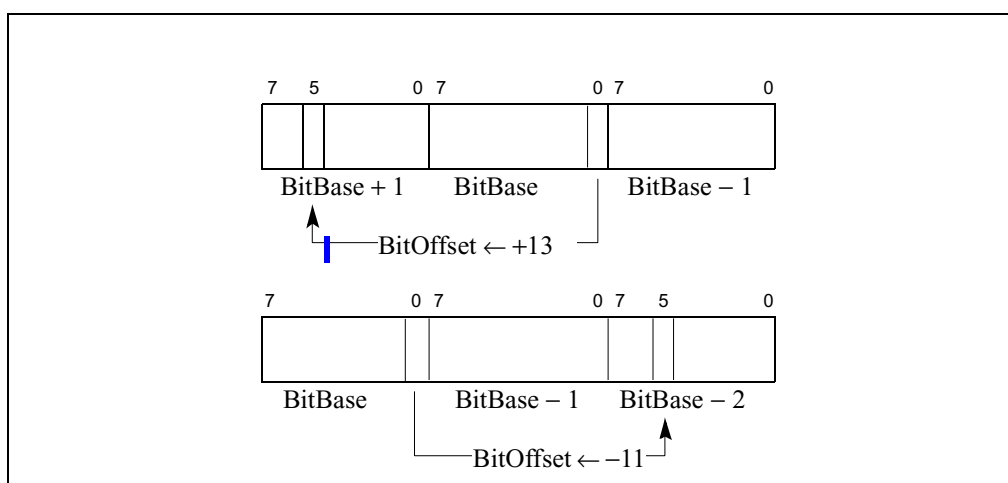 7 5 0 7 0 7 0
BitBase + 1 BitBase BitBase − 1
BitOffset ← +13
7 0 7 0 7 5 0
BitBase BitBase − 1 BitBase − 2
BitOffset ← −11